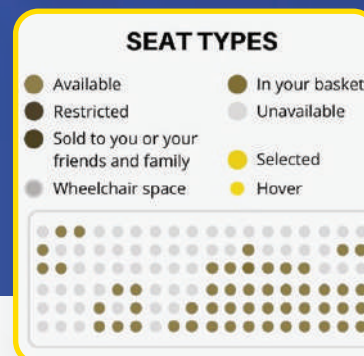 SEAT TYPES
Available
In your basket
Restricted
Unavailable
Sold to you or your
friends and family
Selected
Wheelchair space
Hover